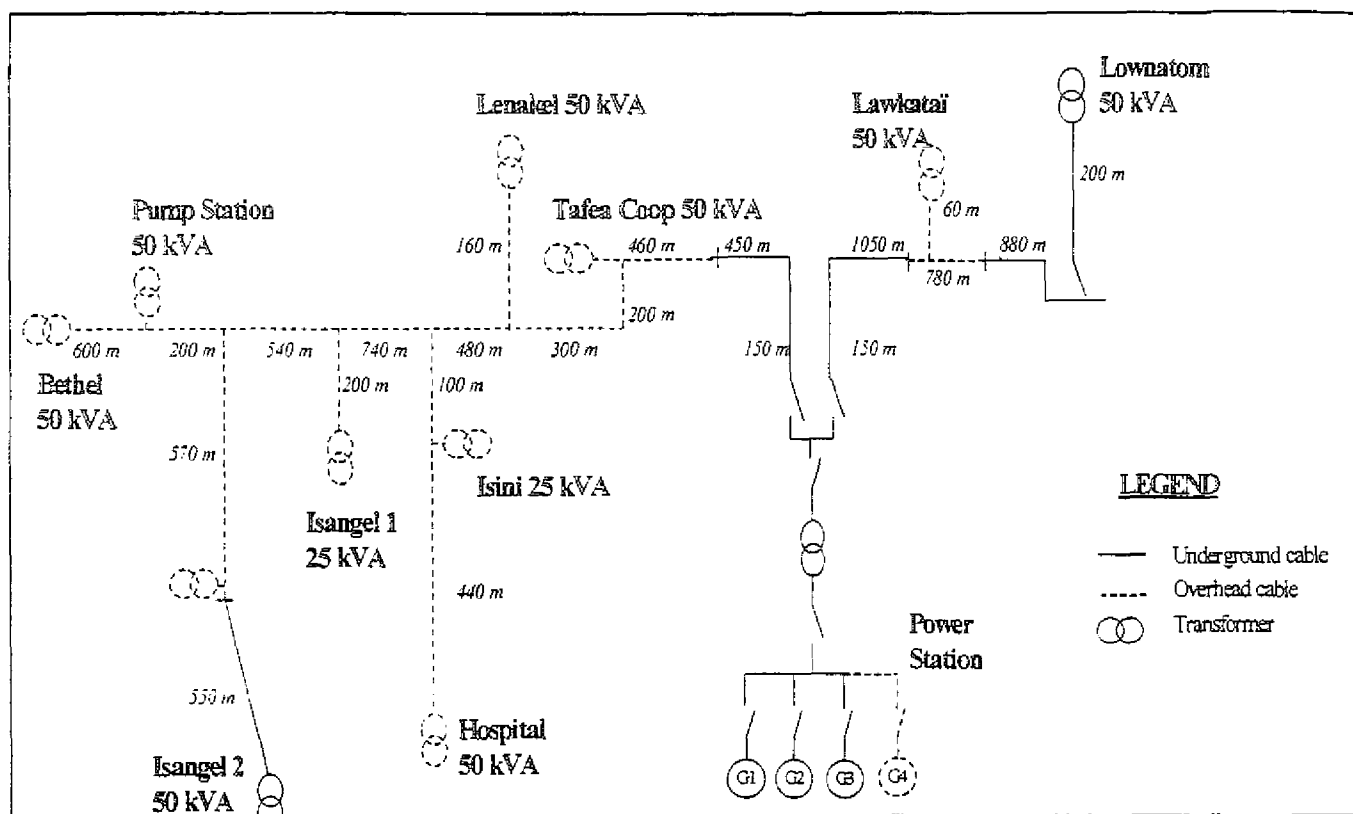 Lownatom
50 kVA
Lenakel 50 kVA
Lawkataï
50 kVA
200 m
Pump Station
50 kVA
Tafea Coop 50 kVA
60 m
160 m
460 m
450 m
1050 m
880 m
780 m
200 m
600 m
200 m
540 m
740 m
480 m
300 m
150 m
150 m
Bethel
50 kVA
200 m
100 m
570 m
Isini 25 kVA
LEGEND
Isangel 1
25 kVA
Underground cable
440 m
Overhead cable
Power
Station
Transformer
550 m
Hospital
50 kVA
Isangel 2
50 kVA
G1
G2
G3
G4